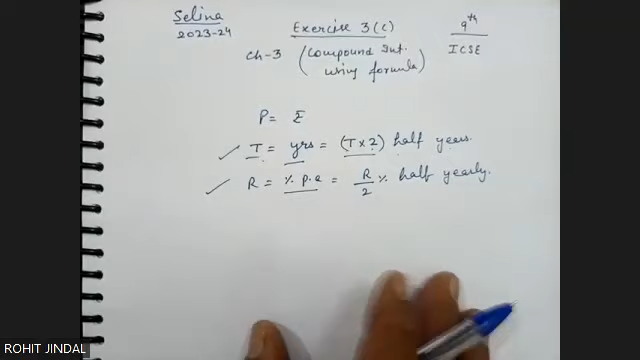 Selina
2023-24
Exercise 3(c)
9th
ICSE
Ch-3 (Compound Int.
using formula)
P = ₹
✓ T = yrs = (T×2) half years.
✓ R = % p.a = R/2 % half yearly.
ROHIT JINDAL